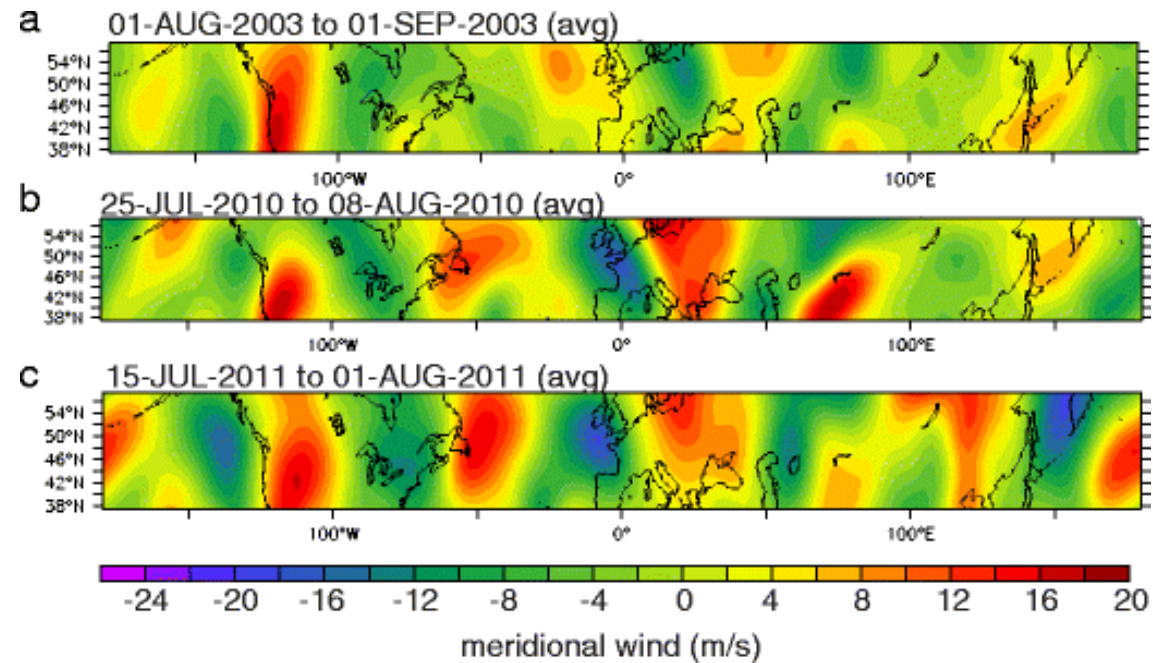 a 01-AUG-2003 to 01-SEP-2003 (avg)
54°N
50°N
46°N
42°N
38°N
100°W 0° 100°E
b 25-JUL-2010 to 08-AUG-2010 (avg)
54°N
50°N
46°N
42°N
38°N
100°W 0° 100°E
c 15-JUL-2011 to 01-AUG-2011 (avg)
54°N
50°N
46°N
42°N
38°N
100°W 0° 100°E
-24 -20 -16 -12 -8 -4 0 4 8 12 16 20
meridional wind (m/s)